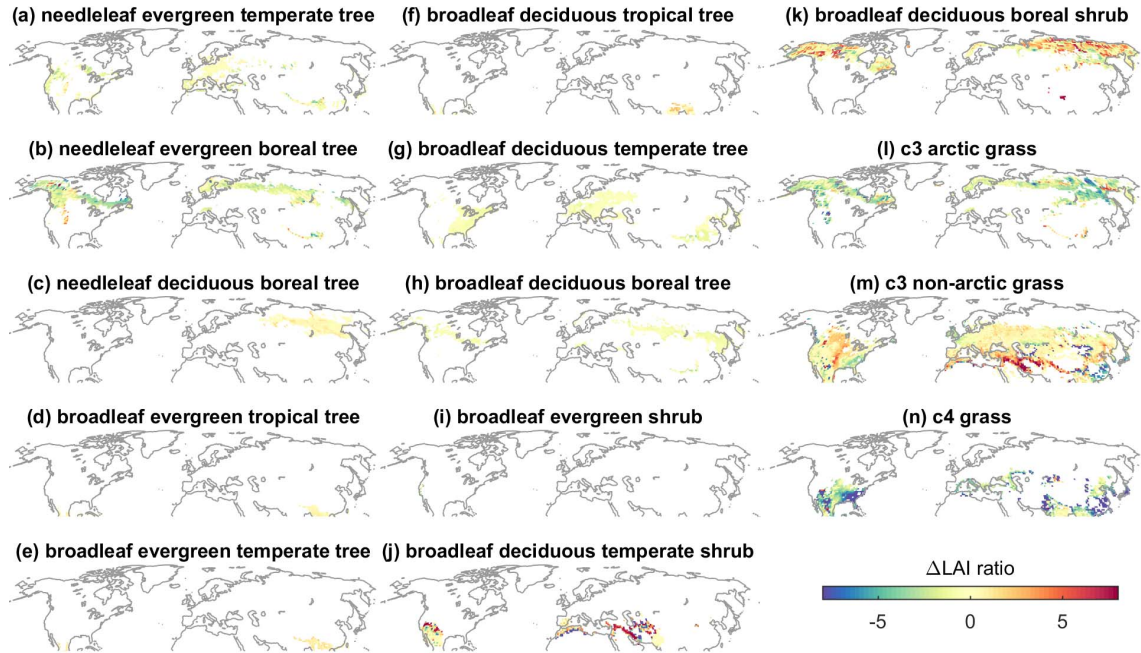 (a) needleleaf evergreen temperate tree
(f) broadleaf deciduous tropical tree
(k) broadleaf deciduous boreal shrub
(b) needleleaf evergreen boreal tree
(g) broadleaf deciduous temperate tree
(l) c3 arctic grass
(c) needleleaf deciduous boreal tree
(h) broadleaf deciduous boreal tree
(m) c3 non-arctic grass
(d) broadleaf evergreen tropical tree
(i) broadleaf evergreen shrub
(n) c4 grass
(e) broadleaf evergreen temperate tree
(j) broadleaf deciduous temperate shrub
ΔLAI ratio
-5 0 5